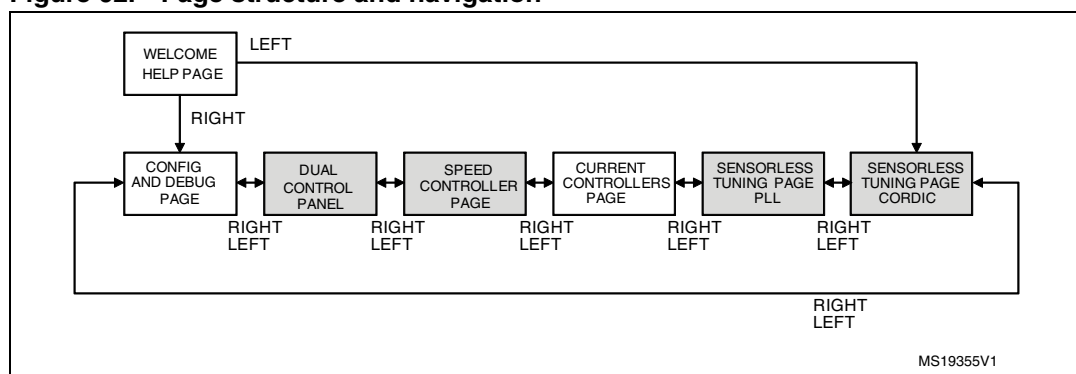 Figure 62. Page structure and navigation
WELCOME
HELP PAGE
LEFT
RIGHT
CONFIG
AND DEBUG
PAGE
DUAL
CONTROL
PANEL
SPEED
CONTROLLER
PAGE
CURRENT
CONTROLLERS
PAGE
SENSORLESS
TUNING PAGE
PLL
SENSORLESS
TUNING PAGE
CORDIC
RIGHT
LEFT
RIGHT
LEFT
RIGHT
LEFT
RIGHT
LEFT
RIGHT
LEFT
RIGHT
LEFT
MS19355V1